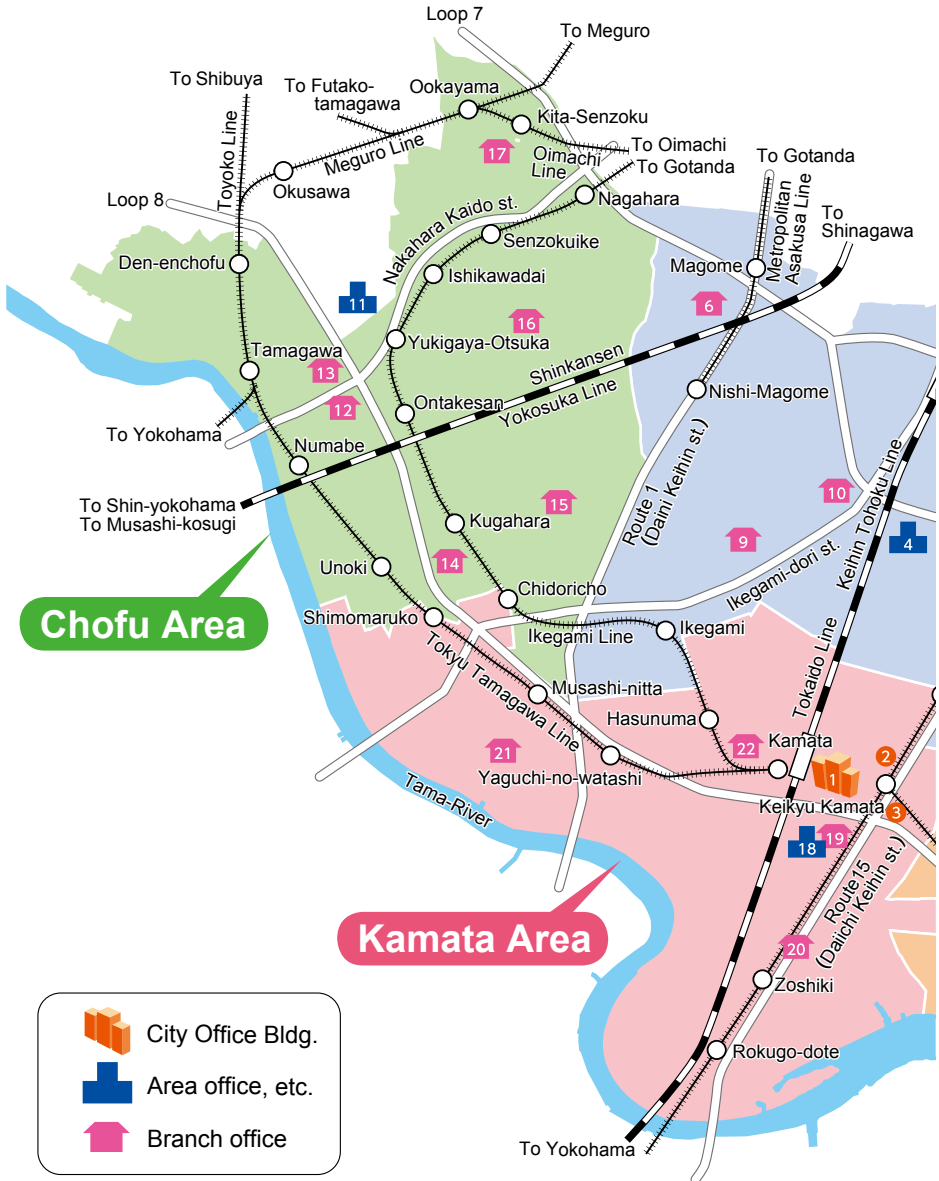 Loop 7
To Meguro
To Shibuya
To Futako-
tamagawa
Ookayama
Kita-Senzoku
Toyoko Line
Meguro Line
17
Oimachi
Line
To Oimachi
To Gotanda
To Gotanda
Okusawa
Metropolitan
Asakusa Line
To
Shinagawa
Loop 8
Nakahara Kaido st.
Nagahara
Senzokuike
Den-enchofu
Ishikawadai
Magome
11
6
16
Yukigaya-Otsuka
Tamagawa
13
Shinkansen
Yokosuka Line
12
Ontakesan
Nishi-Magome
To Yokohama
Numabe
To Shin-yokohama
To Musashi-kosugi
Route 1
(Daini Keihin st.)
10
Keihin Tohoku-Line
15
Kugahara
9
4
Unoki
14
Ikegami-dori st.
Chidoricho
Chofu Area
Shimomaruko
Ikegami Line
Ikegami
Tokaido Line
Tokyu Tamagawa Line
Musashi-nitta
Hasunuma
21
22
Kamata
Yaguchi-no-watashi
1
2
Keikyu Kamata
3
Tama-River
18
19
Route15
(Daiichi Keihin st.)
Kamata Area
20
Zoshiki
Rokugo-dote
To Yokohama
City Office Bldg.
Area office, etc.
Branch office